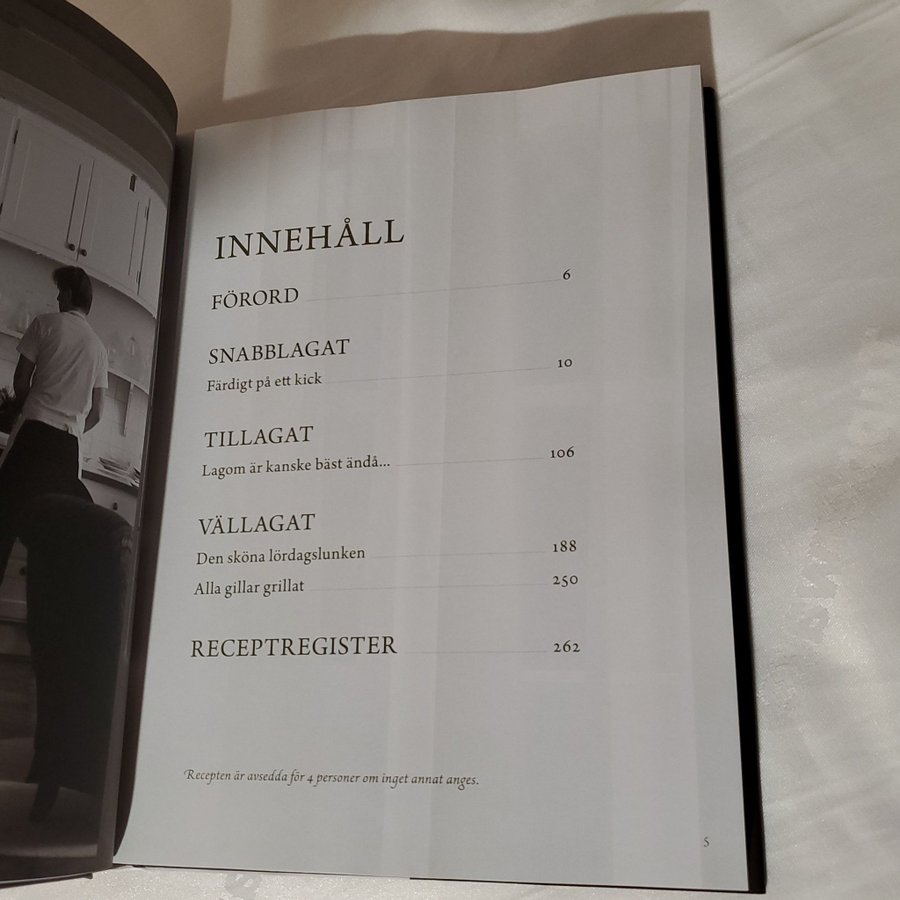 INNEHÅLL
FÖRORD 6
SNABBLAGAT
Färdigt på ett kick 10
TILLAGAT
Lagom är kanske bäst ändå... 106
VÄLLAGAT
Den sköna lördagslunken 188
Alla gillar grillat 250
RECEPTREGISTER 262
Recepten är avsedda för 4 personer om inget annat anges.
5